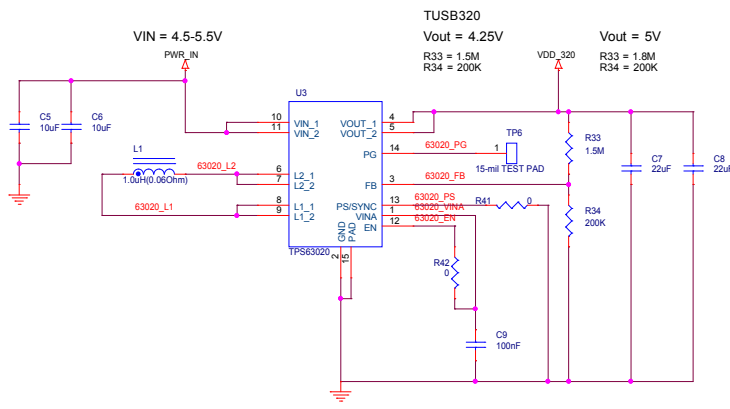 TUSB320
VIN = 4.5-5.5V
Vout = 4.25V
Vout = 5V
PWR_IN
R33 = 1.5M
R34 = 200K
VDD_320
R33 = 1.8M
R34 = 200K
U3
C5
10uF
C6
10uF
10
11
VIN_1
VIN_2
VOUT_1
VOUT_2
4
5
TP6
PG
14
63020_PG
1
15-mil TEST PAD
R33
1.5M
L1
1.0uH(0.06Ohm)
63020_L2
6
7
L2_1
L2_2
FB
3
63020_FB
C7
22uF
C8
22uF
63020_L1
8
9
L1_1
L1_2
PS/SYNC
VINA
EN
13
1
12
63020_PS
63020_VINA
63020_EN
R41
0
R34
200K
GND
PAD
TPS63020
2
15
R42
0
C9
100nF